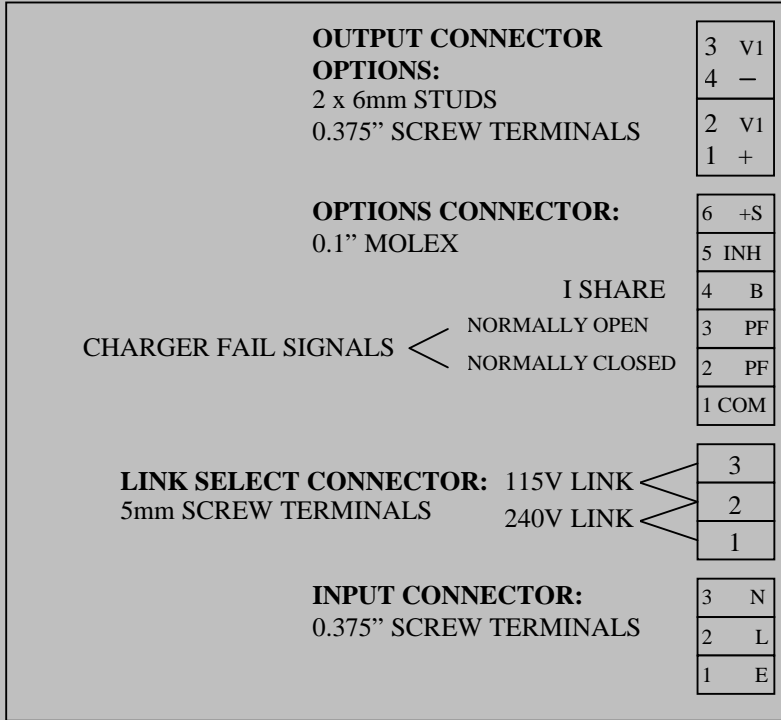 OUTPUT CONNECTOR
OPTIONS:
2 x 6mm STUDS
0.375” SCREW TERMINALS
3 V1
4 –
2 V1
1 +
OPTIONS CONNECTOR:
0.1” MOLEX
6 +S
5 INH
I SHARE 4 B
CHARGER FAIL SIGNALS
NORMALLY OPEN 3 PF
NORMALLY CLOSED 2 PF
1 COM
LINK SELECT CONNECTOR:
5mm SCREW TERMINALS
115V LINK
240V LINK
3
2
1
INPUT CONNECTOR:
0.375” SCREW TERMINALS
3 N
2 L
1 E